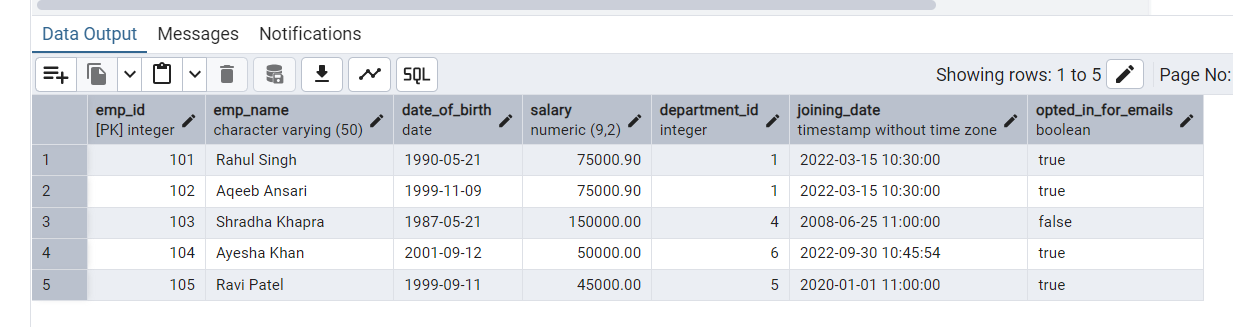 Data Output Messages Notifications
SQL Showing rows: 1 to 5 Page No:
emp_id emp_name date_of_birth salary department_id joining_date opted_in_for_emails
[PK] integer character varying (50) date numeric (9,2) integer timestamp without time zone boolean
1 101 Rahul Singh 1990-05-21 75000.90 1 2022-03-15 10:30:00 true
2 102 Aqeeb Ansari 1999-11-09 75000.90 1 2022-03-15 10:30:00 true
3 103 Shradha Khapra 1987-05-21 150000.00 4 2008-06-25 11:00:00 false
4 104 Ayesha Khan 2001-09-12 50000.00 6 2022-09-30 10:45:54 true
5 105 Ravi Patel 1999-09-11 45000.00 5 2020-01-01 11:00:00 true